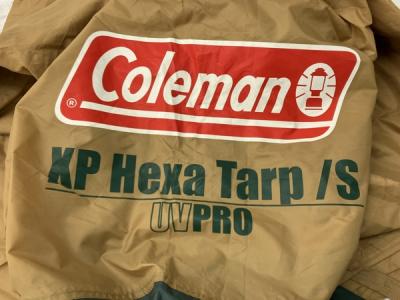 Coleman
®
XP Hexa Tarp /S
UVPRO